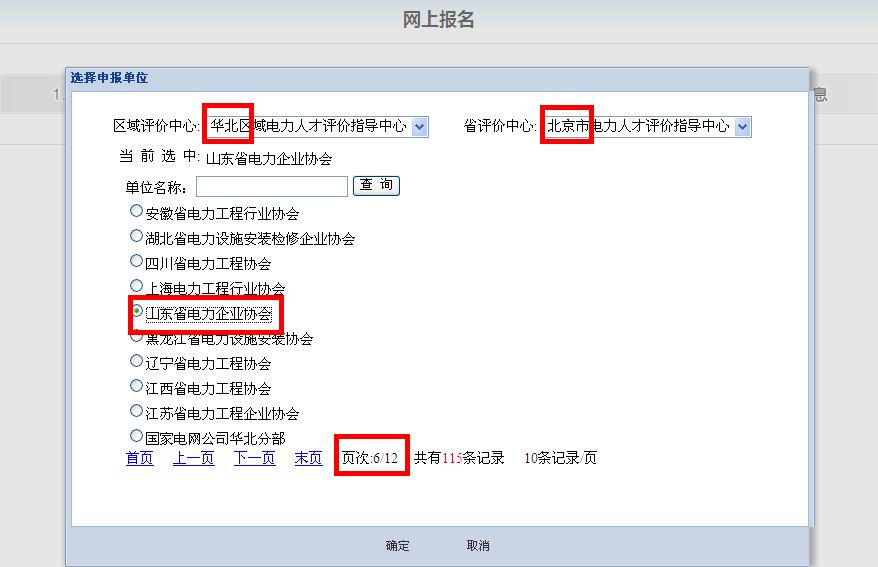 网上报名
选择申报单位
1.
息
区域评价中心: 华北区域电力人才评价指导中心 省评价中心: 北京市电力人才评价指导中心
当 前 选 中: 山东省电力企业协会
单位名称: 查 询
安徽省电力工程行业协会
湖北省电力设施安装检修企业协会
四川省电力工程协会
上海电力工程行业协会
山东省电力企业协会
黑龙江省电力设施安装协会
辽宁省电力工程协会
江西省电力工程协会
江苏省电力工程企业协会
国家电网公司华北分部
首页 上一页 下一页 末页 页次:6/12 共有115条记录 10条记录/页
确定 取消